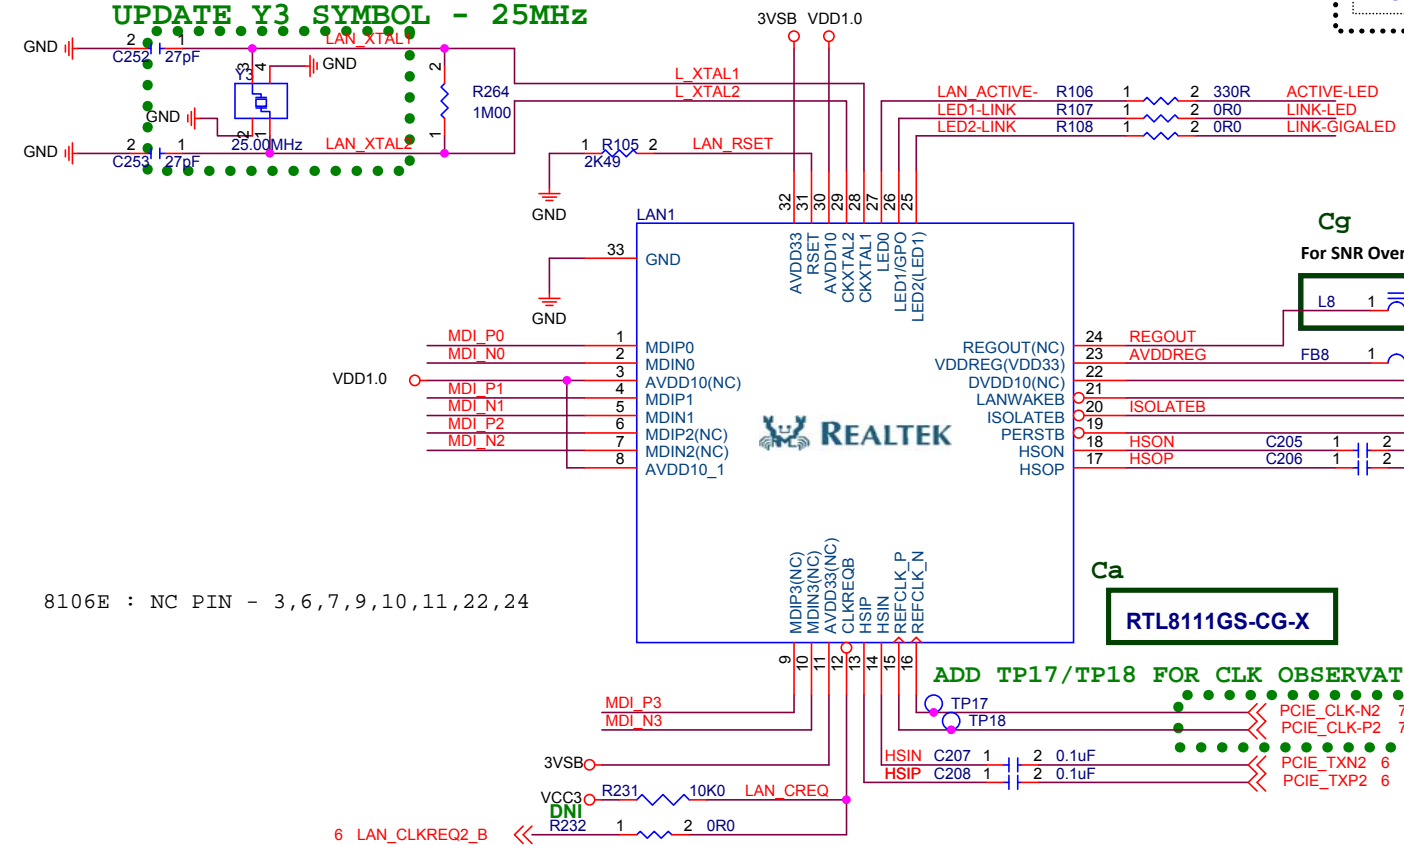 UPDATE Y3 SYMBOL - 25MHz
GND 2 1 LAN_XTAL1
C252 27pF
3 4 GND
Y3
GND
2 1
25.00MHz
GND 2 1 LAN_XTAL2
C253 27pF
2 R264
1M00
1
3VSB VDD1.0
L_XTAL1
L_XTAL2
1 R105 2 LAN_RSET
2K49
GND
LAN_ACTIVE- R106 1 2 330R ACTIVE-LED
LED1-LINK R107 1 2 0R0 LINK-LED
LED2-LINK R108 1 2 0R0 LINK-GIGALED
32 31 30 29 28 27 26 25
LAN1
AVDD33
RSET
AVDD10
CKXTAL2
CKXTAL1
LED0
LED1/GPO
LED2(LED1)
33 GND
GND
Cg
For SNR Over
L8 1
FB8 1
MDI_P0 1 MDIP0
MDI_N0 2 MDIN0
VDD1.0 3 AVDD10(NC)
MDI_P1 4 MDIP1
MDI_N1 5 MDIN1
MDI_P2 6 MDIP2(NC)
MDI_N2 7 MDIN2(NC)
8 AVDD10_1
REALTEK
REGOUT(NC) 24 REGOUT
VDDREG(VDD33) 23 AVDDREG
DVDD10(NC) 22
LANWAKEB 21
ISOLATEB 20 ISOLATEB
PERSTB 19
HSON 18 HSON C205 1 2
HSOP 17 HSOP C206 1 2
8106E : NC PIN - 3,6,7,9,10,11,22,24
MDIP3(NC)
MDIN3(NC)
AVDD33(NC)
CLKREQB
HSIP
HSIN
REFCLK_P
REFCLK_N
9 10 11 12 13 14 15 16
Ca
RTL8111GS-CG-X
ADD TP17/TP18 FOR CLK OBSERVAT
MDI_P3
MDI_N3
TP17 PCIE_CLK-N2 7
TP18 PCIE_CLK-P2 7
3VSB
HSIN C207 1 2 0.1uF PCIE_TXN2 6
HSIP C208 1 2 0.1uF PCIE_TXP2 6
VCC3 R231 10K0 LAN_CREQ
DNI
6 LAN_CLKREQ2_B R232 1 2 0R0